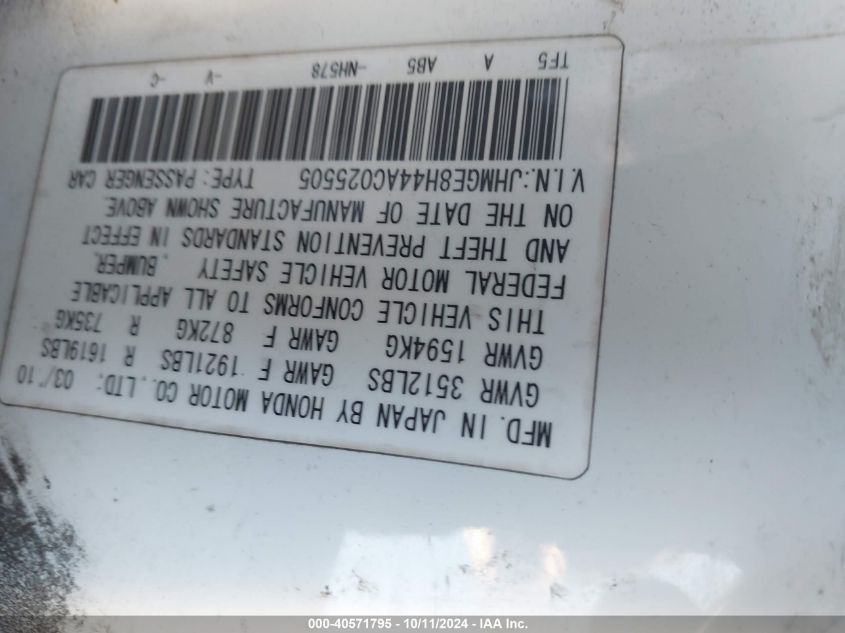 MFD. IN JAPAN BY HONDA MOTOR CO., LTD: 03/10
GVWR 3512LBS GAWR F 1921LBS R 1619LBS
GVWR 1594KG GAWR F 872KG R 735KG
THIS VEHICLE CONFORMS TO ALL APPLICABLE
FEDERAL MOTOR VEHICLE SAFETY , BUMPER,
AND THEFT PREVENTION STANDARDS IN EFFECT
ON THE DATE OF MANUFACTURE SHOWN ABOVE.
V.I.N:JHMGE8H44AC025505 TYPE: PASSENGER CAR
TF5 A AB5 -NH578 -V -C
000-40571795 - 10/11/2024 - IAA Inc.